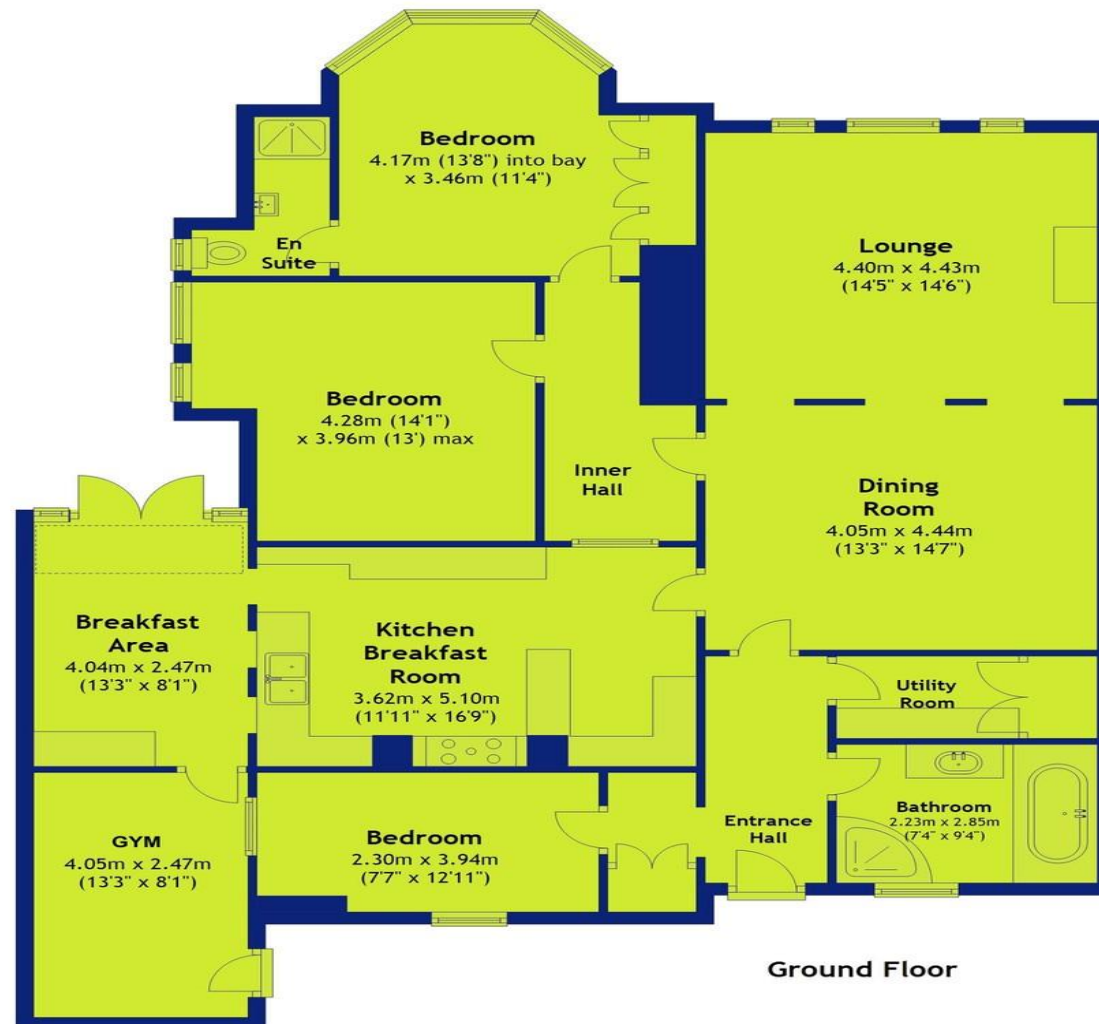 Bedroom
4.17m (13'8") into bay
x 3.46m (11'4")
En
Suite
Lounge
4.40m x 4.43m
(14'5" x 14'6")
Bedroom
4.28m (14'1")
x 3.96m (13') max
Inner
Hall
Dining
Room
4.05m x 4.44m
(13'3" x 14'7")
Breakfast
Area
4.04m x 2.47m
(13'3" x 8'1")
Kitchen
Breakfast
Room
3.62m x 5.10m
(11'11" x 16'9")
Utility
Room
GYM
4.05m x 2.47m
(13'3" x 8'1")
Bedroom
2.30m x 3.94m
(7'7" x 12'11")
Entrance
Hall
Bathroom
2.23m x 2.85m
(7'4" x 9'4")
Ground Floor